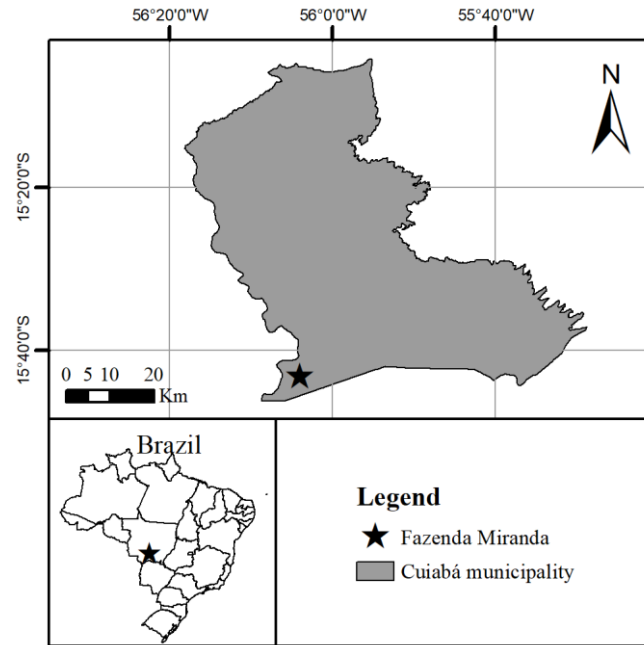 56°20'0"W 56°0'0"W 55°40'0"W
N
15°20'0"S
15°40'0"S
0 5 10 20
Km
Brazil
Legend
Fazenda Miranda
Cuiabá municipality